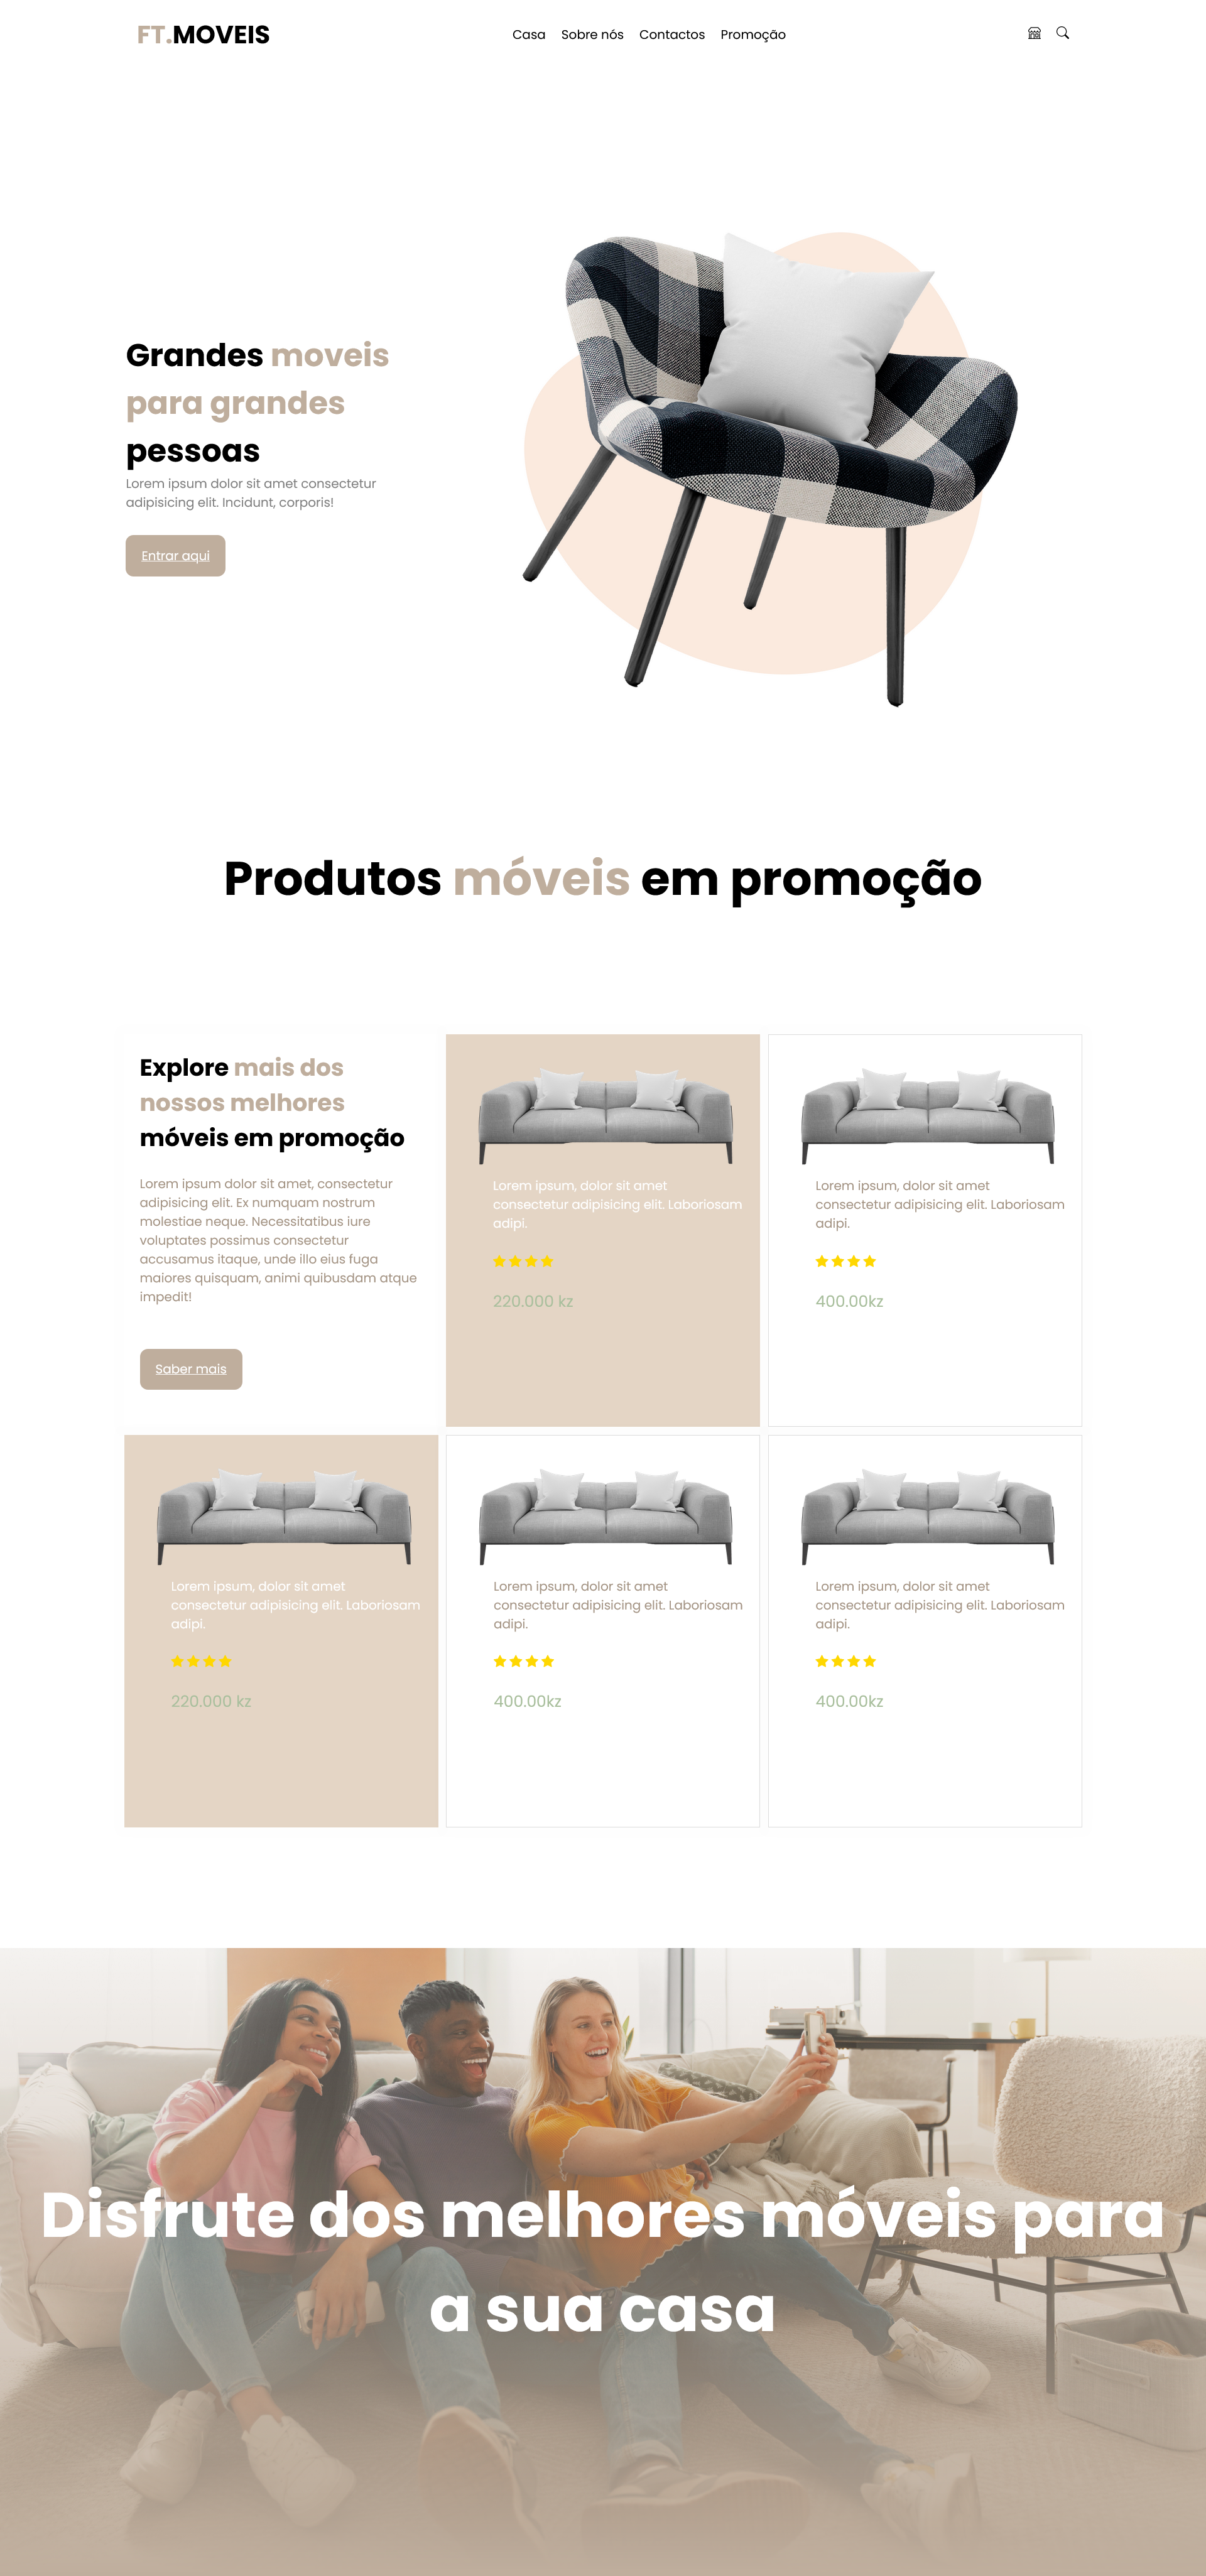 FT.MOVEIS
Casa Sobre nós Contactos Promoção
Grandes moveis
para grandes
pessoas
Lorem ipsum dolor sit amet consectetur
adipisicing elit. Incidunt, corporis!
Entrar aqui
Produtos móveis em promoção
Explore mais dos
nossos melhores
móveis em promoção
Lorem ipsum dolor sit amet, consectetur
adipisicing elit. Ex numquam nostrum
molestiae neque. Necessitatibus iure
voluptates possimus consectetur
accusamus itaque, unde illo eius fuga
maiores quisquam, animi quibusdam atque
impedit!
Saber mais
Lorem ipsum, dolor sit amet
consectetur adipisicing elit. Laboriosam
adipi.
220.000 kz
Lorem ipsum, dolor sit amet
consectetur adipisicing elit. Laboriosam
adipi.
400.00kz
Lorem ipsum, dolor sit amet
consectetur adipisicing elit. Laboriosam
adipi.
220.000 kz
Lorem ipsum, dolor sit amet
consectetur adipisicing elit. Laboriosam
adipi.
400.00kz
Lorem ipsum, dolor sit amet
consectetur adipisicing elit. Laboriosam
adipi.
400.00kz
Disfrute dos melhores móveis para
a sua casa